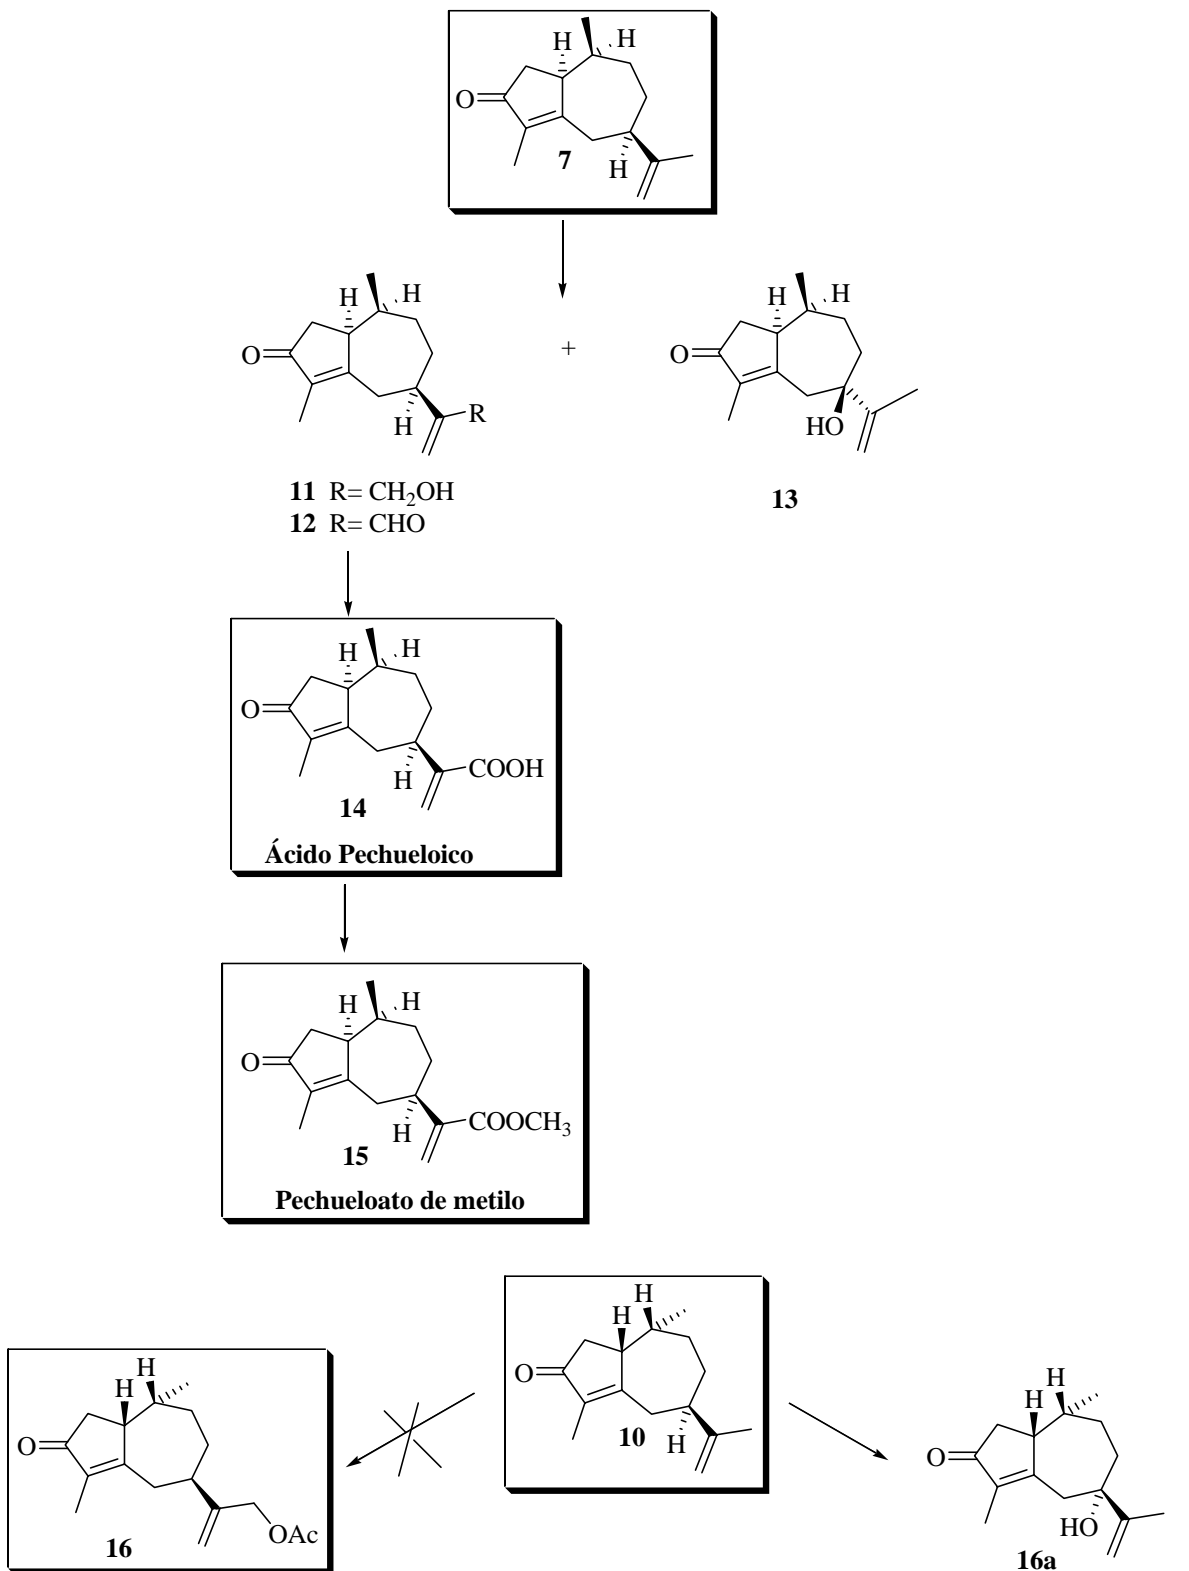 H H
O
7
H
H H
O
R
H
+
H H
O
HO
11 R= CH₂OH
12 R= CHO
13
H H
O
COOH
H
14
Ácido Pechueloico
H H
O
COOCH₃
H
15
Pechueloato de metilo
H
H
O
10
H
H
H
O
OAc
16
H
H
O
HO
16a